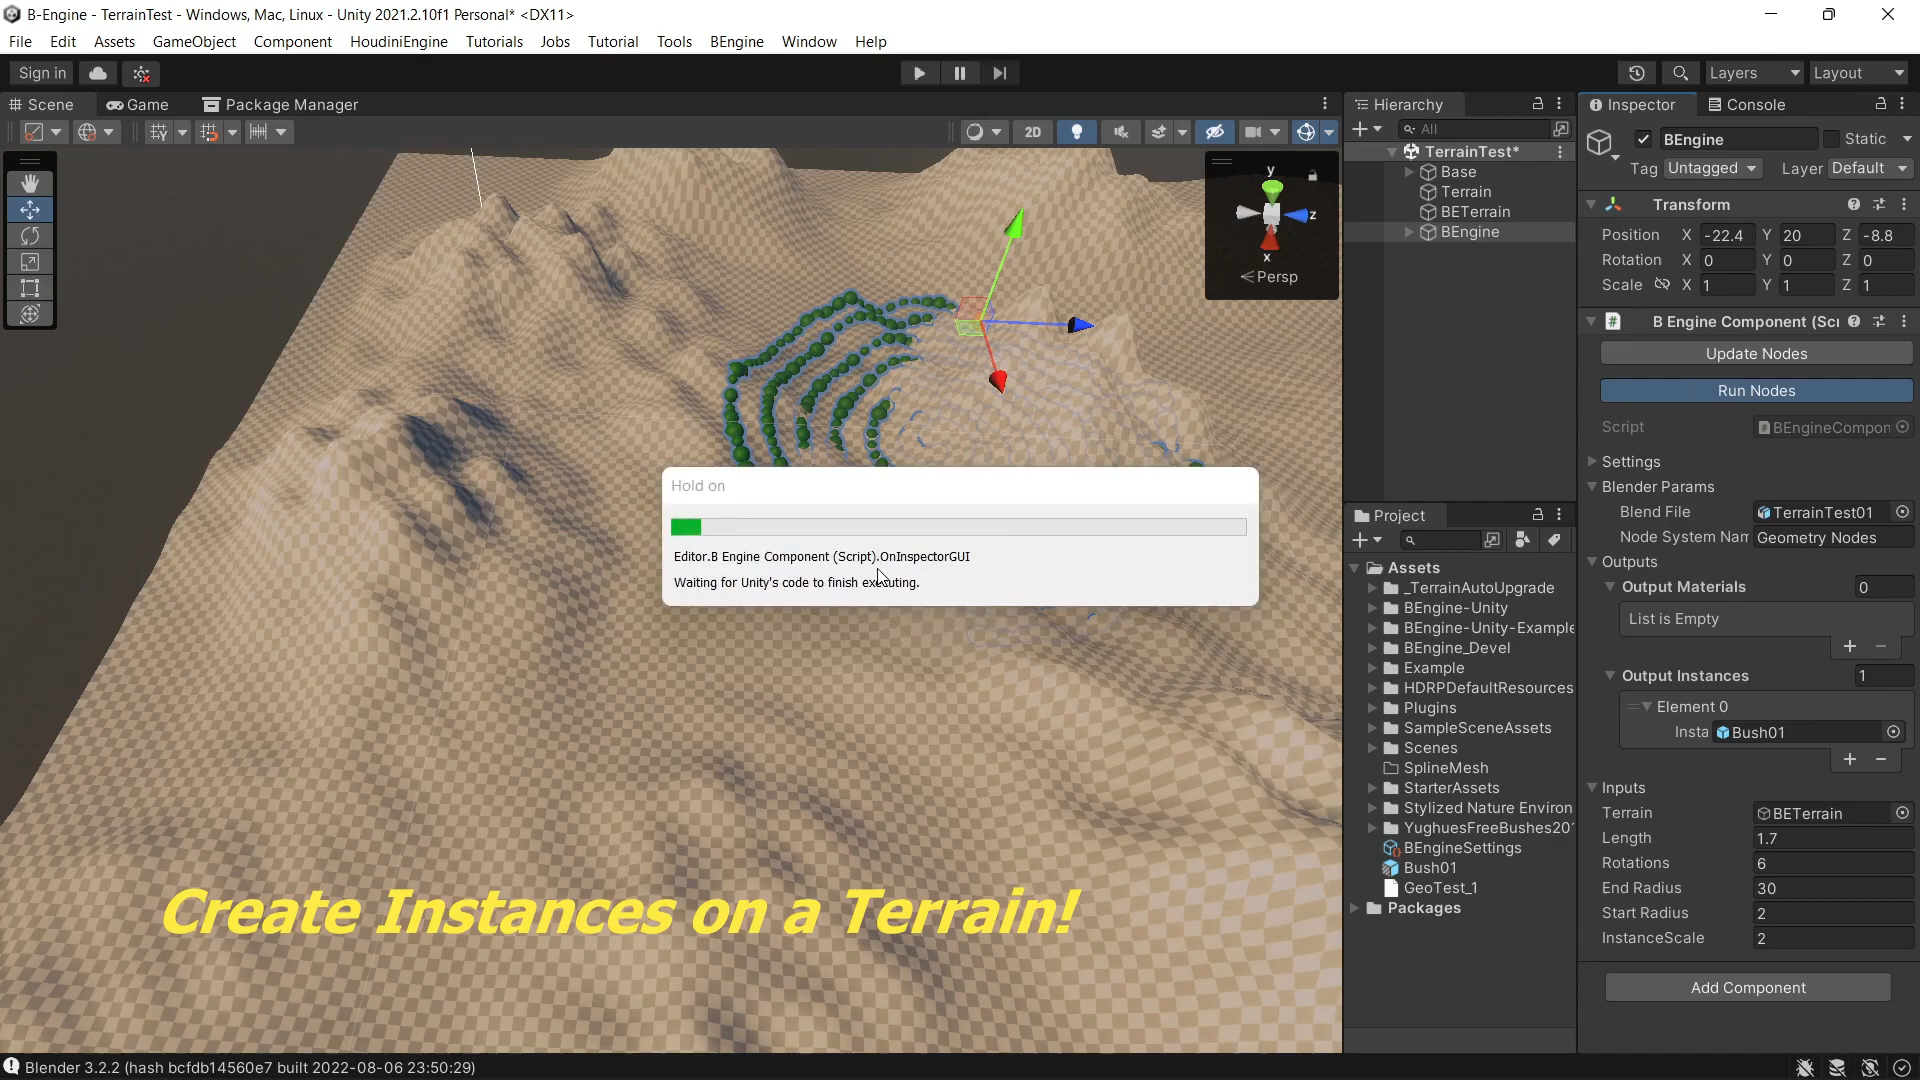 B-Engine - TerrainTest - Windows, Mac, Linux - Unity 2021.2.10f1 Personal* <DX11>
File Edit Assets GameObject Component HoudiniEngine Tutorials Jobs Tutorial Tools BEngine Window Help
Sign in
Layers
Layout
Scene
Game
Package Manager
2D
y
z
x
Persp
Hold on
Editor.B Engine Component (Script).OnInspectorGUI
Waiting for Unity's code to finish executing.
Create Instances on a Terrain!
Hierarchy
All
TerrainTest*
Base
Terrain
BETerrain
BEngine
Project
Assets
_TerrainAutoUpgrade
BEngine-Unity
BEngine-Unity-Example
BEngine_Devel
Example
HDRPDefaultResources
Plugins
SampleSceneAssets
Scenes
SplineMesh
StarterAssets
Stylized Nature Environ
YughuesFreeBushes201
BEngineSettings
Bush01
GeoTest_1
Packages
Inspector
Console
BEngine
Static
Tag Untagged Layer Default
Transform
Position X -22.4 Y 20 Z -8.8
Rotation X 0 Y 0 Z 0
Scale X 1 Y 1 Z 1
B Engine Component (Scr
Update Nodes
Run Nodes
Script BEngineCompon
Settings
Blender Params
Blend File TerrainTest01
Node System Nam Geometry Nodes
Outputs
Output Materials 0
List is Empty
+ −
Output Instances 1
Element 0
Insta Bush01
+ −
Inputs
Terrain BETerrain
Length 1.7
Rotations 6
End Radius 30
Start Radius 2
InstanceScale 2
Add Component
Blender 3.2.2 (hash bcfdb14560e7 built 2022-08-06 23:50:29)